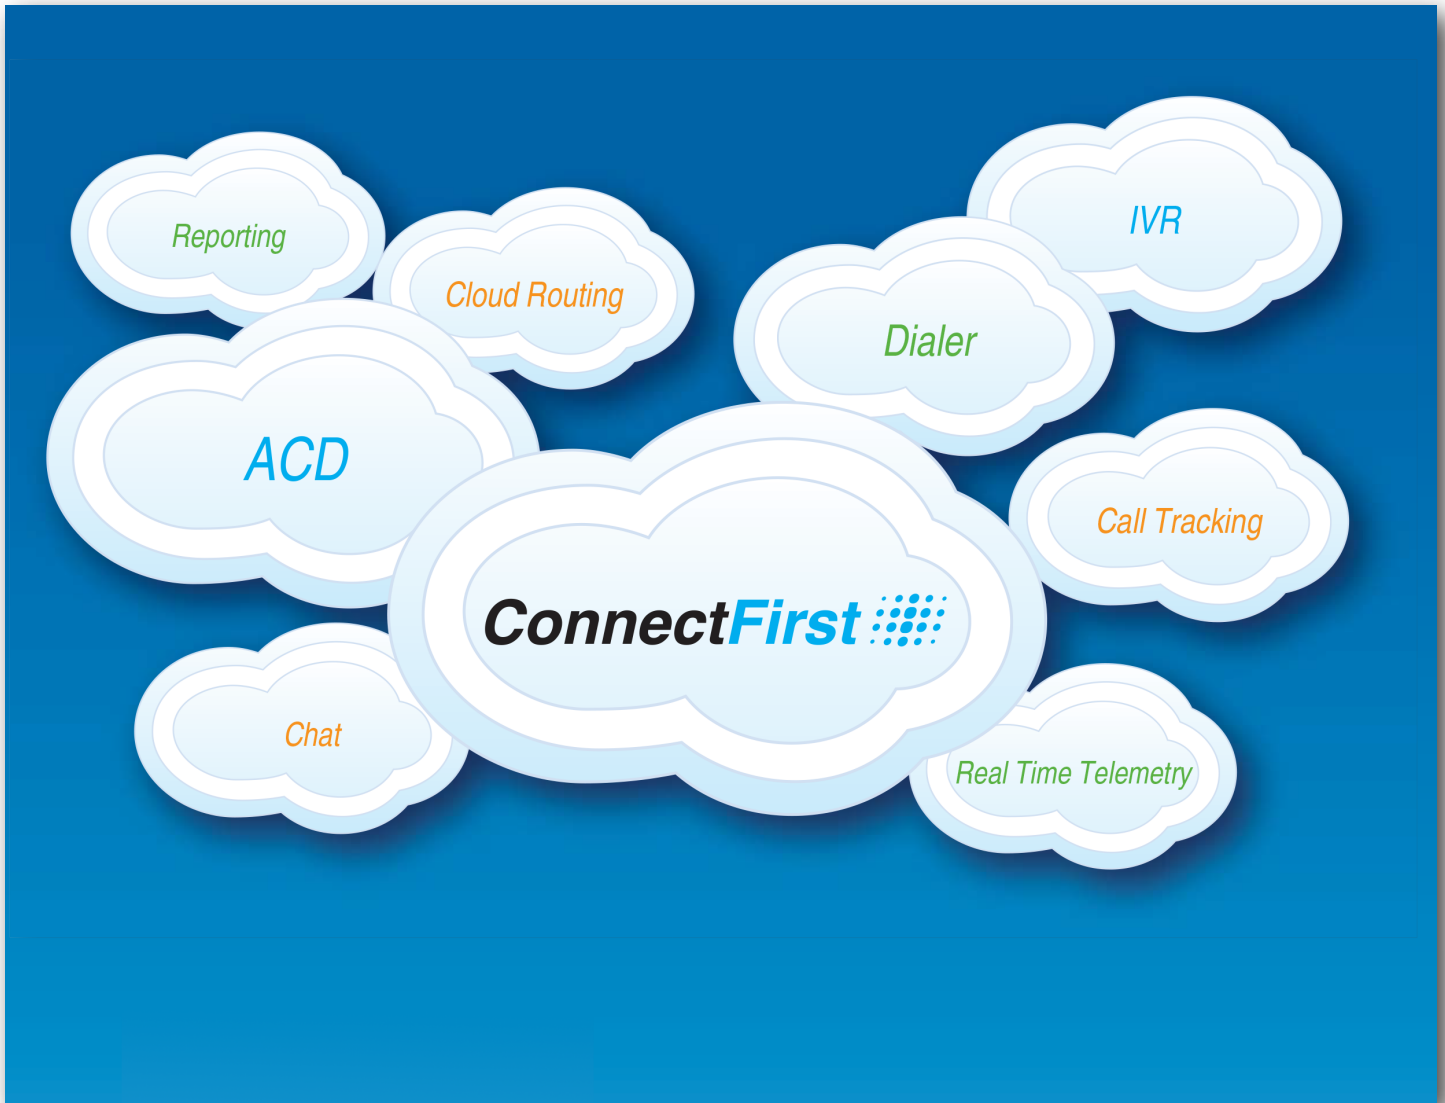 IVR
Reporting
Cloud Routing
Dialer
ACD
Call Tracking
ConnectFirst
Chat
Real Time Telemetry